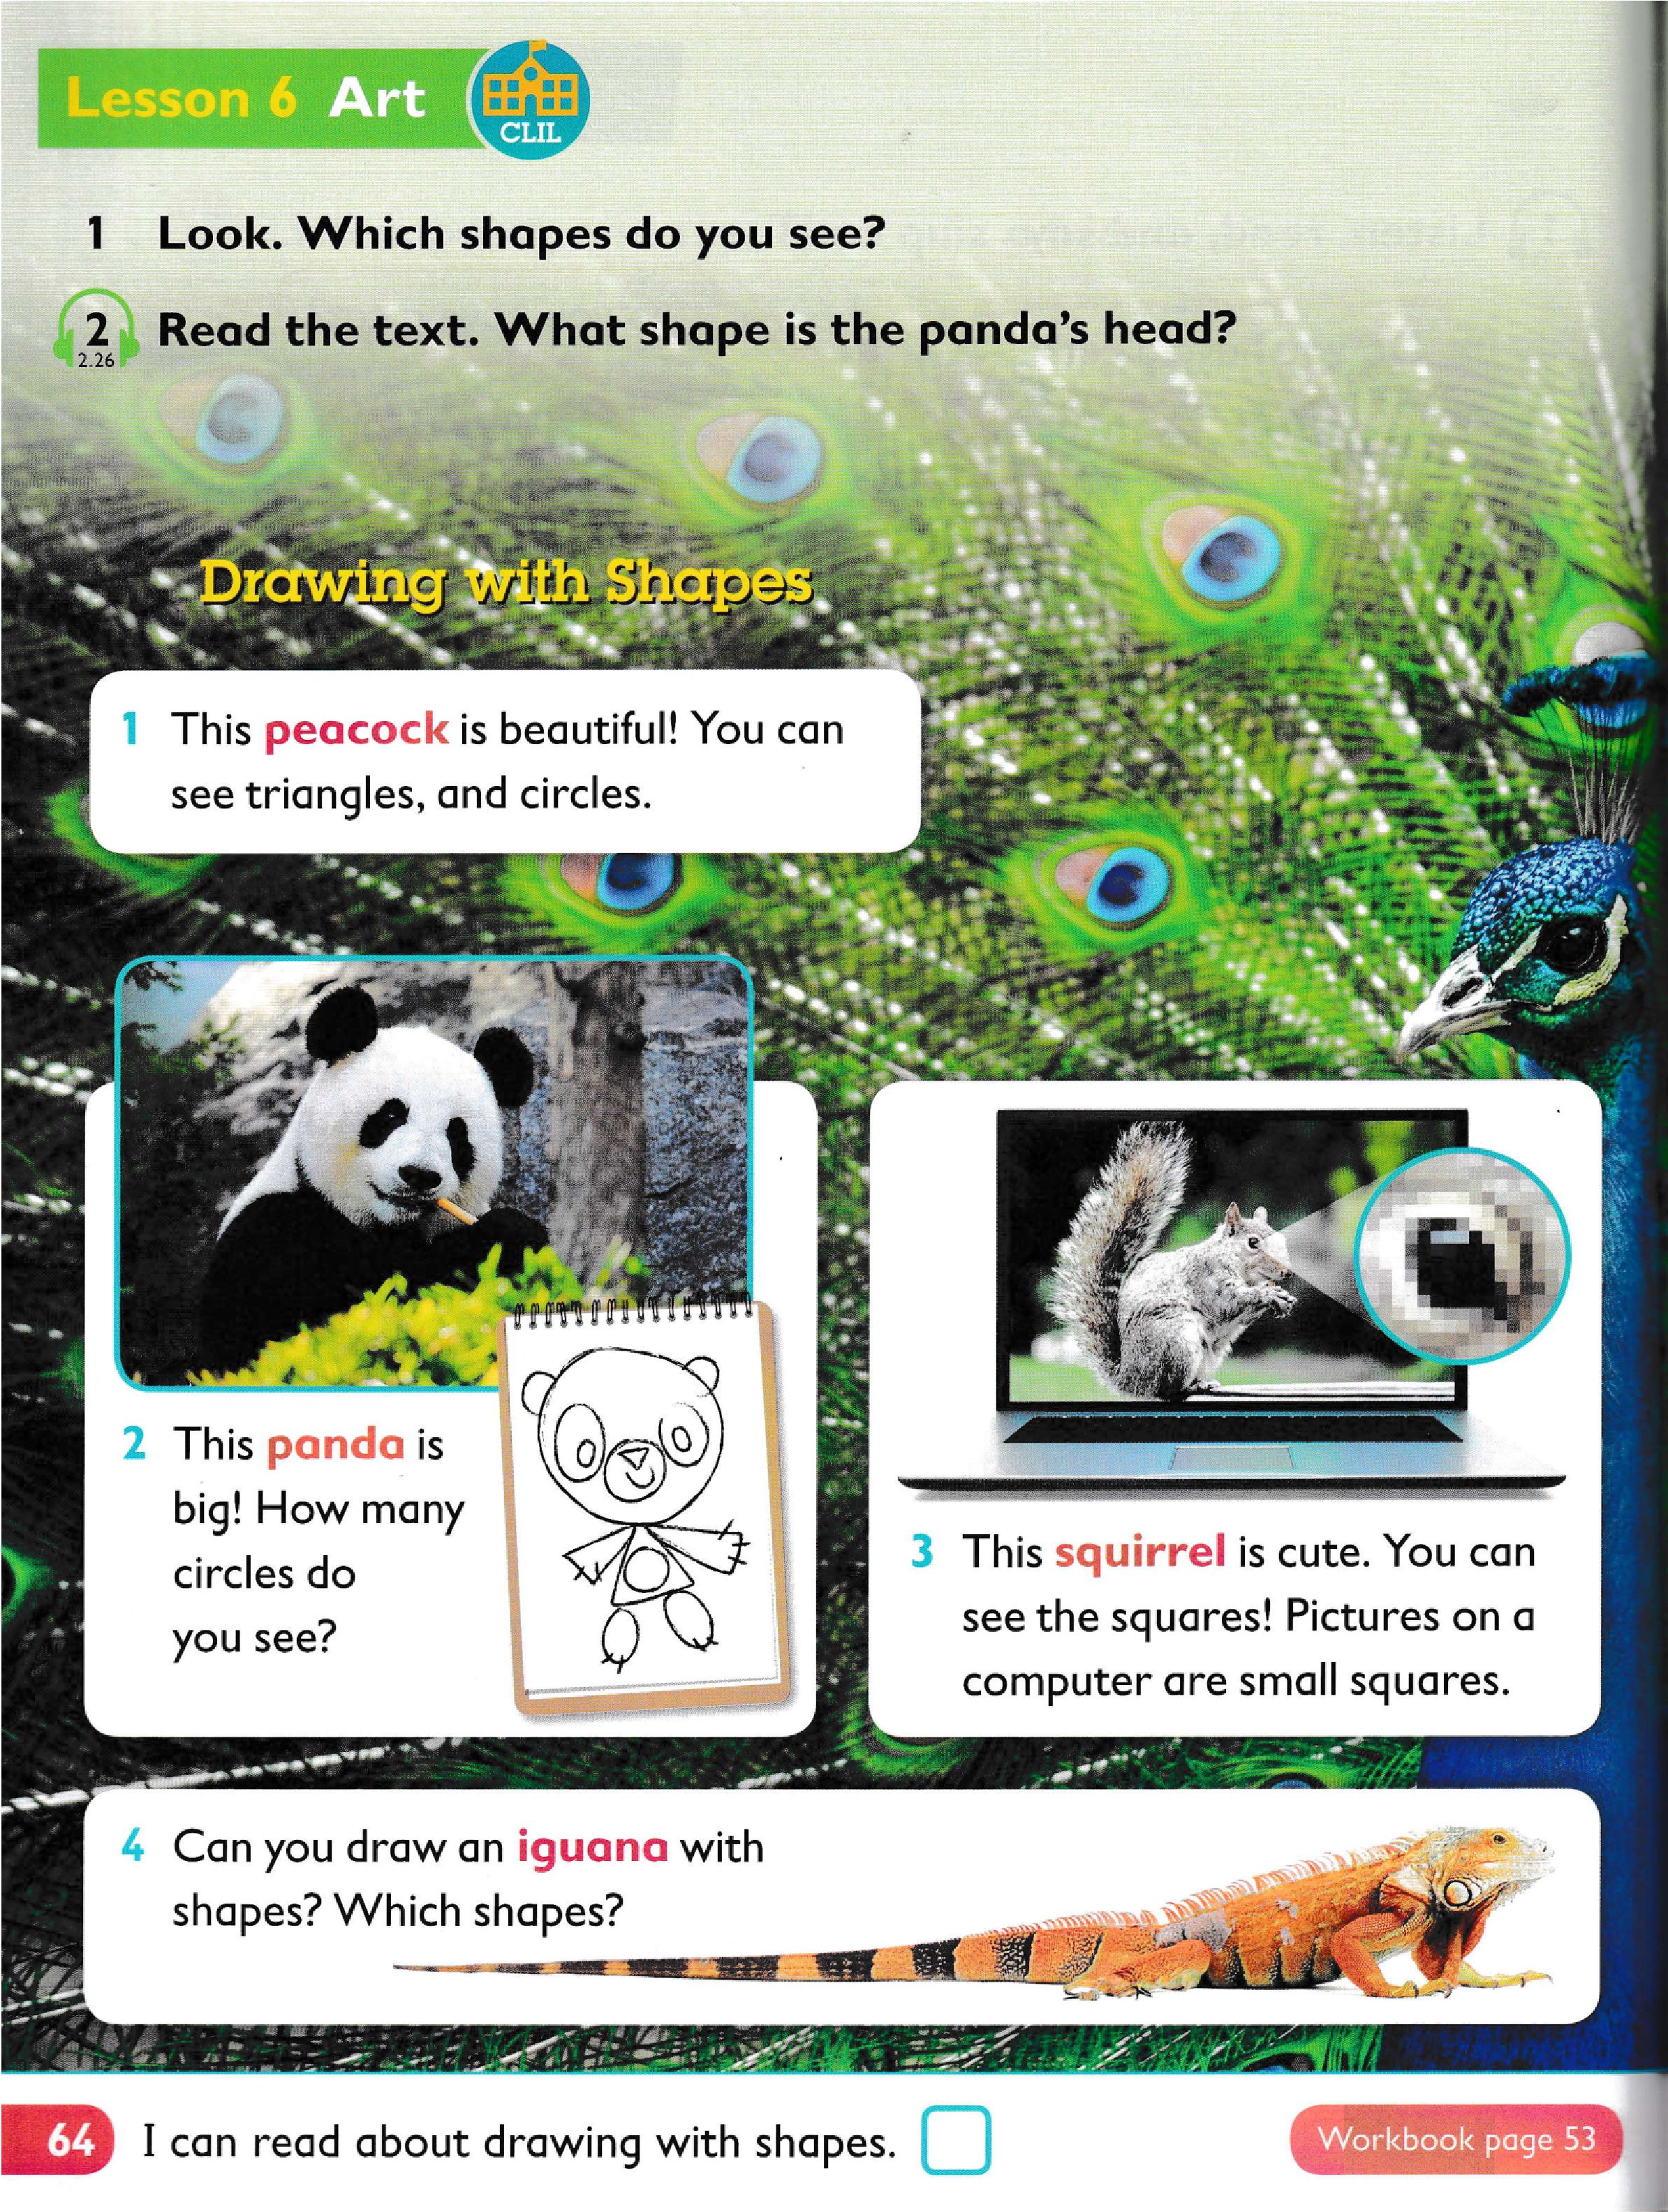 Lesson 6 Art
CLIL
1 Look. Which shapes do you see?
2 Read the text. What shape is the panda's head?
2.26
Drawing with Shapes
1 This peacock is beautiful! You can
see triangles, and circles.
2 This panda is
big! How many
circles do
you see?
3 This squirrel is cute. You can
see the squares! Pictures on a
computer are small squares.
4 Can you draw an iguana with
shapes? Which shapes?
64 I can read about drawing with shapes.
Workbook page 53